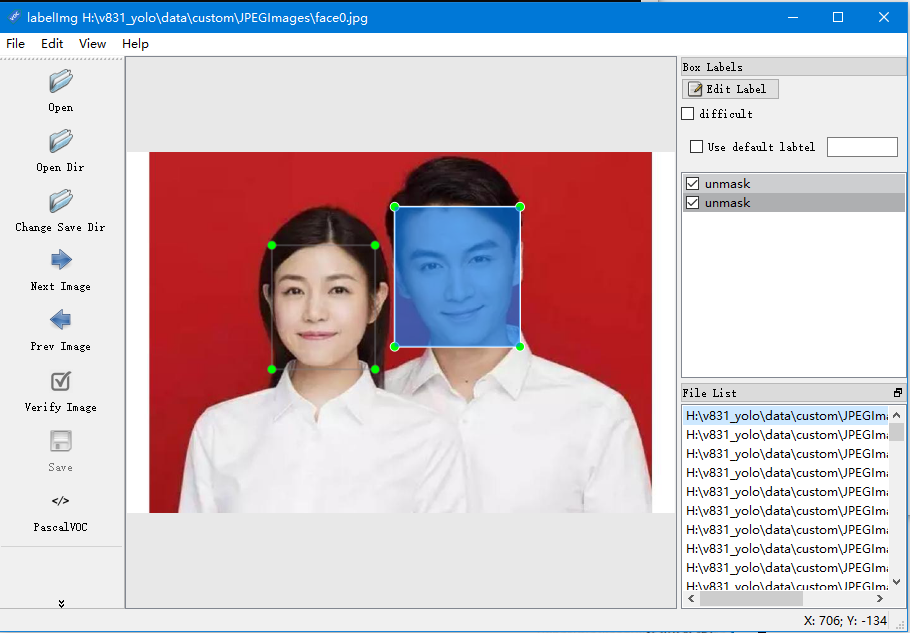 labelImg H:\v831_yolo\data\custom\JPEGImages\face0.jpg
File Edit View Help
Open
Open Dir
Change Save Dir
Next Image
Prev Image
Verify Image
Save
</>
PascalVOC
Box Labels
Edit Label
difficult
Use default labtel
unmask
unmask
File List
H:\v831_yolo\data\custom\JPEGIma
H:\v831_yolo\data\custom\JPEGIma
H:\v831_yolo\data\custom\JPEGIma
H:\v831_yolo\data\custom\JPEGIma
H:\v831_yolo\data\custom\JPEGIma
H:\v831_yolo\data\custom\JPEGIma
H:\v831_yolo\data\custom\JPEGIma
H:\v831_yolo\data\custom\JPEGIma
H:\v831_yolo\data\custom\JPEGIma
H:\v831_yolo\data\custom\JPEGIma
X: 706; Y: -134